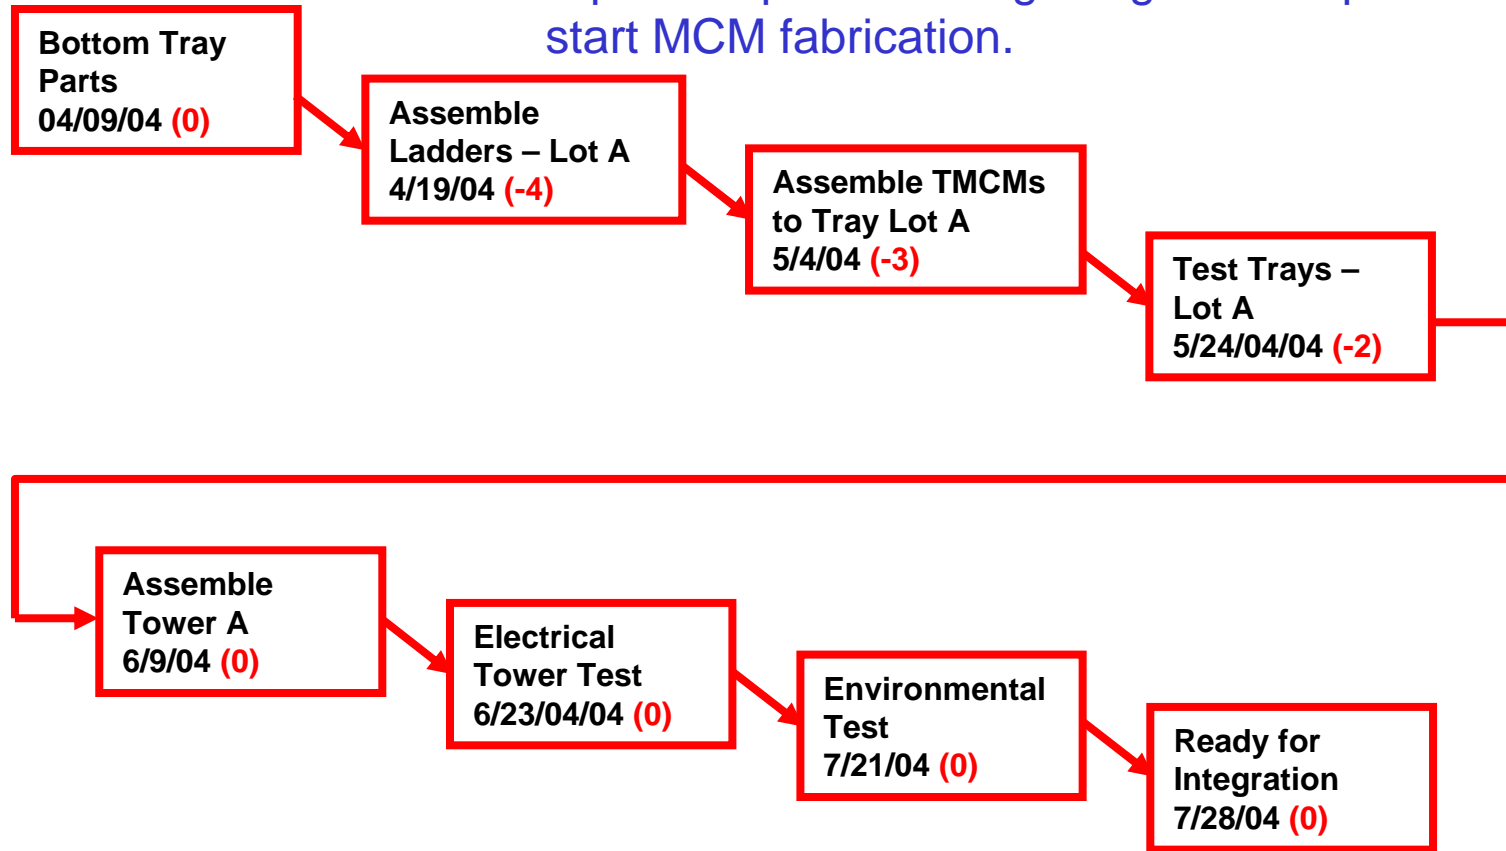 start MCM fabrication.
Bottom Tray
Parts
04/09/04 (0)
Assemble
Ladders – Lot A
4/19/04 (-4)
Assemble TMCMs
to Tray Lot A
5/4/04 (-3)
Test Trays –
Lot A
5/24/04/04 (-2)
Assemble
Tower A
6/9/04 (0)
Electrical
Tower Test
6/23/04/04 (0)
Environmental
Test
7/21/04 (0)
Ready for
Integration
7/28/04 (0)